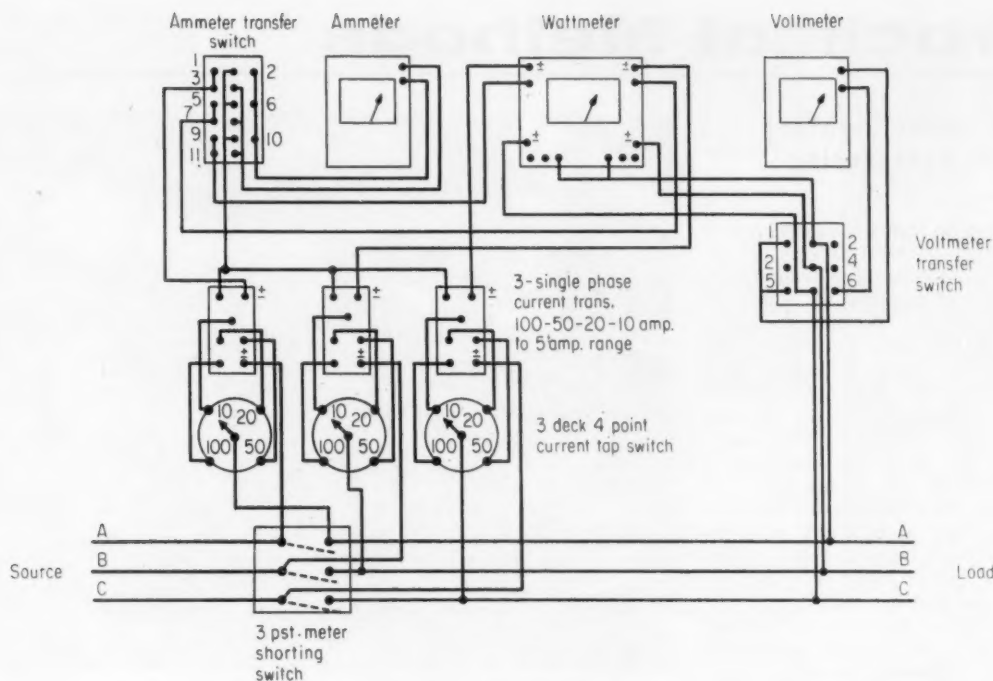 Ammeter transfer
switch
Ammeter
Wattmeter
Voltmeter
1
2
3
5
6
7
9
10
11
±
±
±
±
1
2
2
4
5
6
Voltmeter
transfer
switch
±
±
±
3-single phase
current trans.
100-50-20-10 amp.
to 5 amp. range
±
±
±
±
±
±
10 20
100 50
10 20
100 50
10 20
100 50
3 deck 4 point
current tap switch
A
A
Source
B
B
Load
C
C
3 pst. meter
shorting
switch